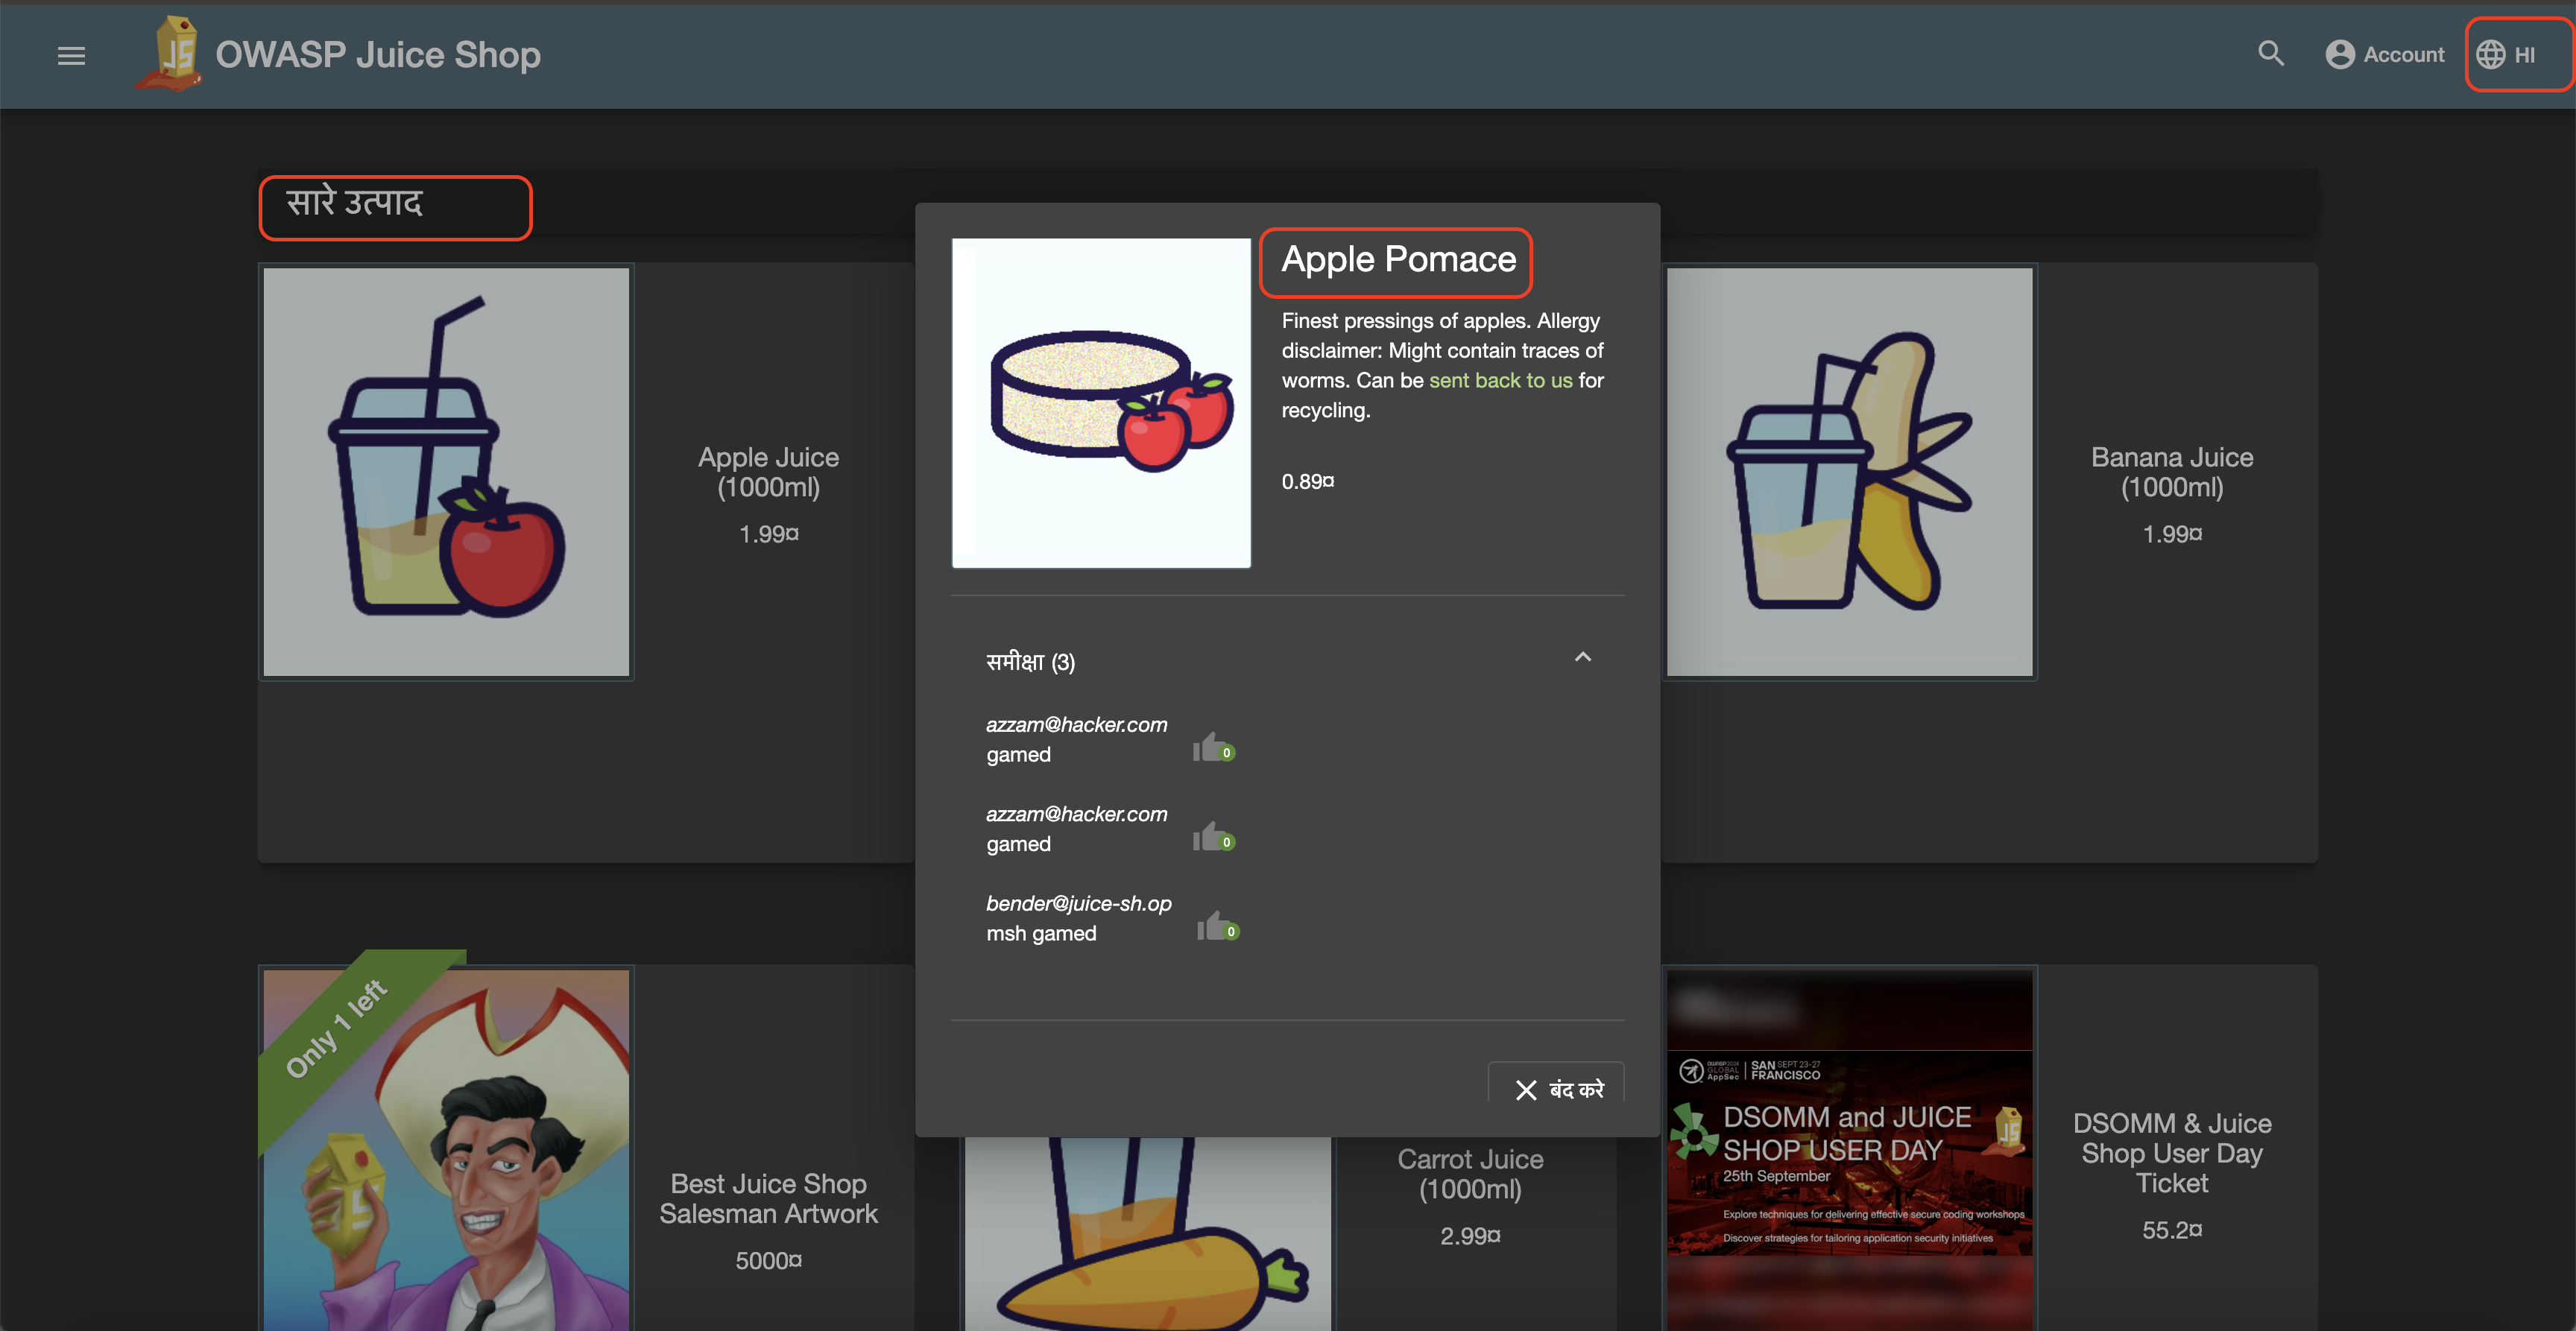 OWASP Juice Shop
Account
HI
सारे उत्पाद
Apple Juice
(1000ml)
1.99¤
Apple Pomace
Finest pressings of apples. Allergy
disclaimer: Might contain traces of
worms. Can be sent back to us for
recycling.
0.89¤
समीक्षा (3)
azzam@hacker.com
gamed
0
azzam@hacker.com
gamed
0
bender@juice-sh.op
msh gamed
0
बंद करे
Banana Juice
(1000ml)
1.99¤
Only 1 left
Best Juice Shop
Salesman Artwork
5000¤
Carrot Juice
(1000ml)
2.99¤
OWASP 2024
GLOBAL
AppSec
SAN SEPT 23-27
FRANCISCO
DSOMM and JUICE
SHOP USER DAY
25th September
Explore techniques for delivering effective secure coding workshops
Discover strategies for tailoring application security initiatives
DSOMM & Juice
Shop User Day
Ticket
55.2¤